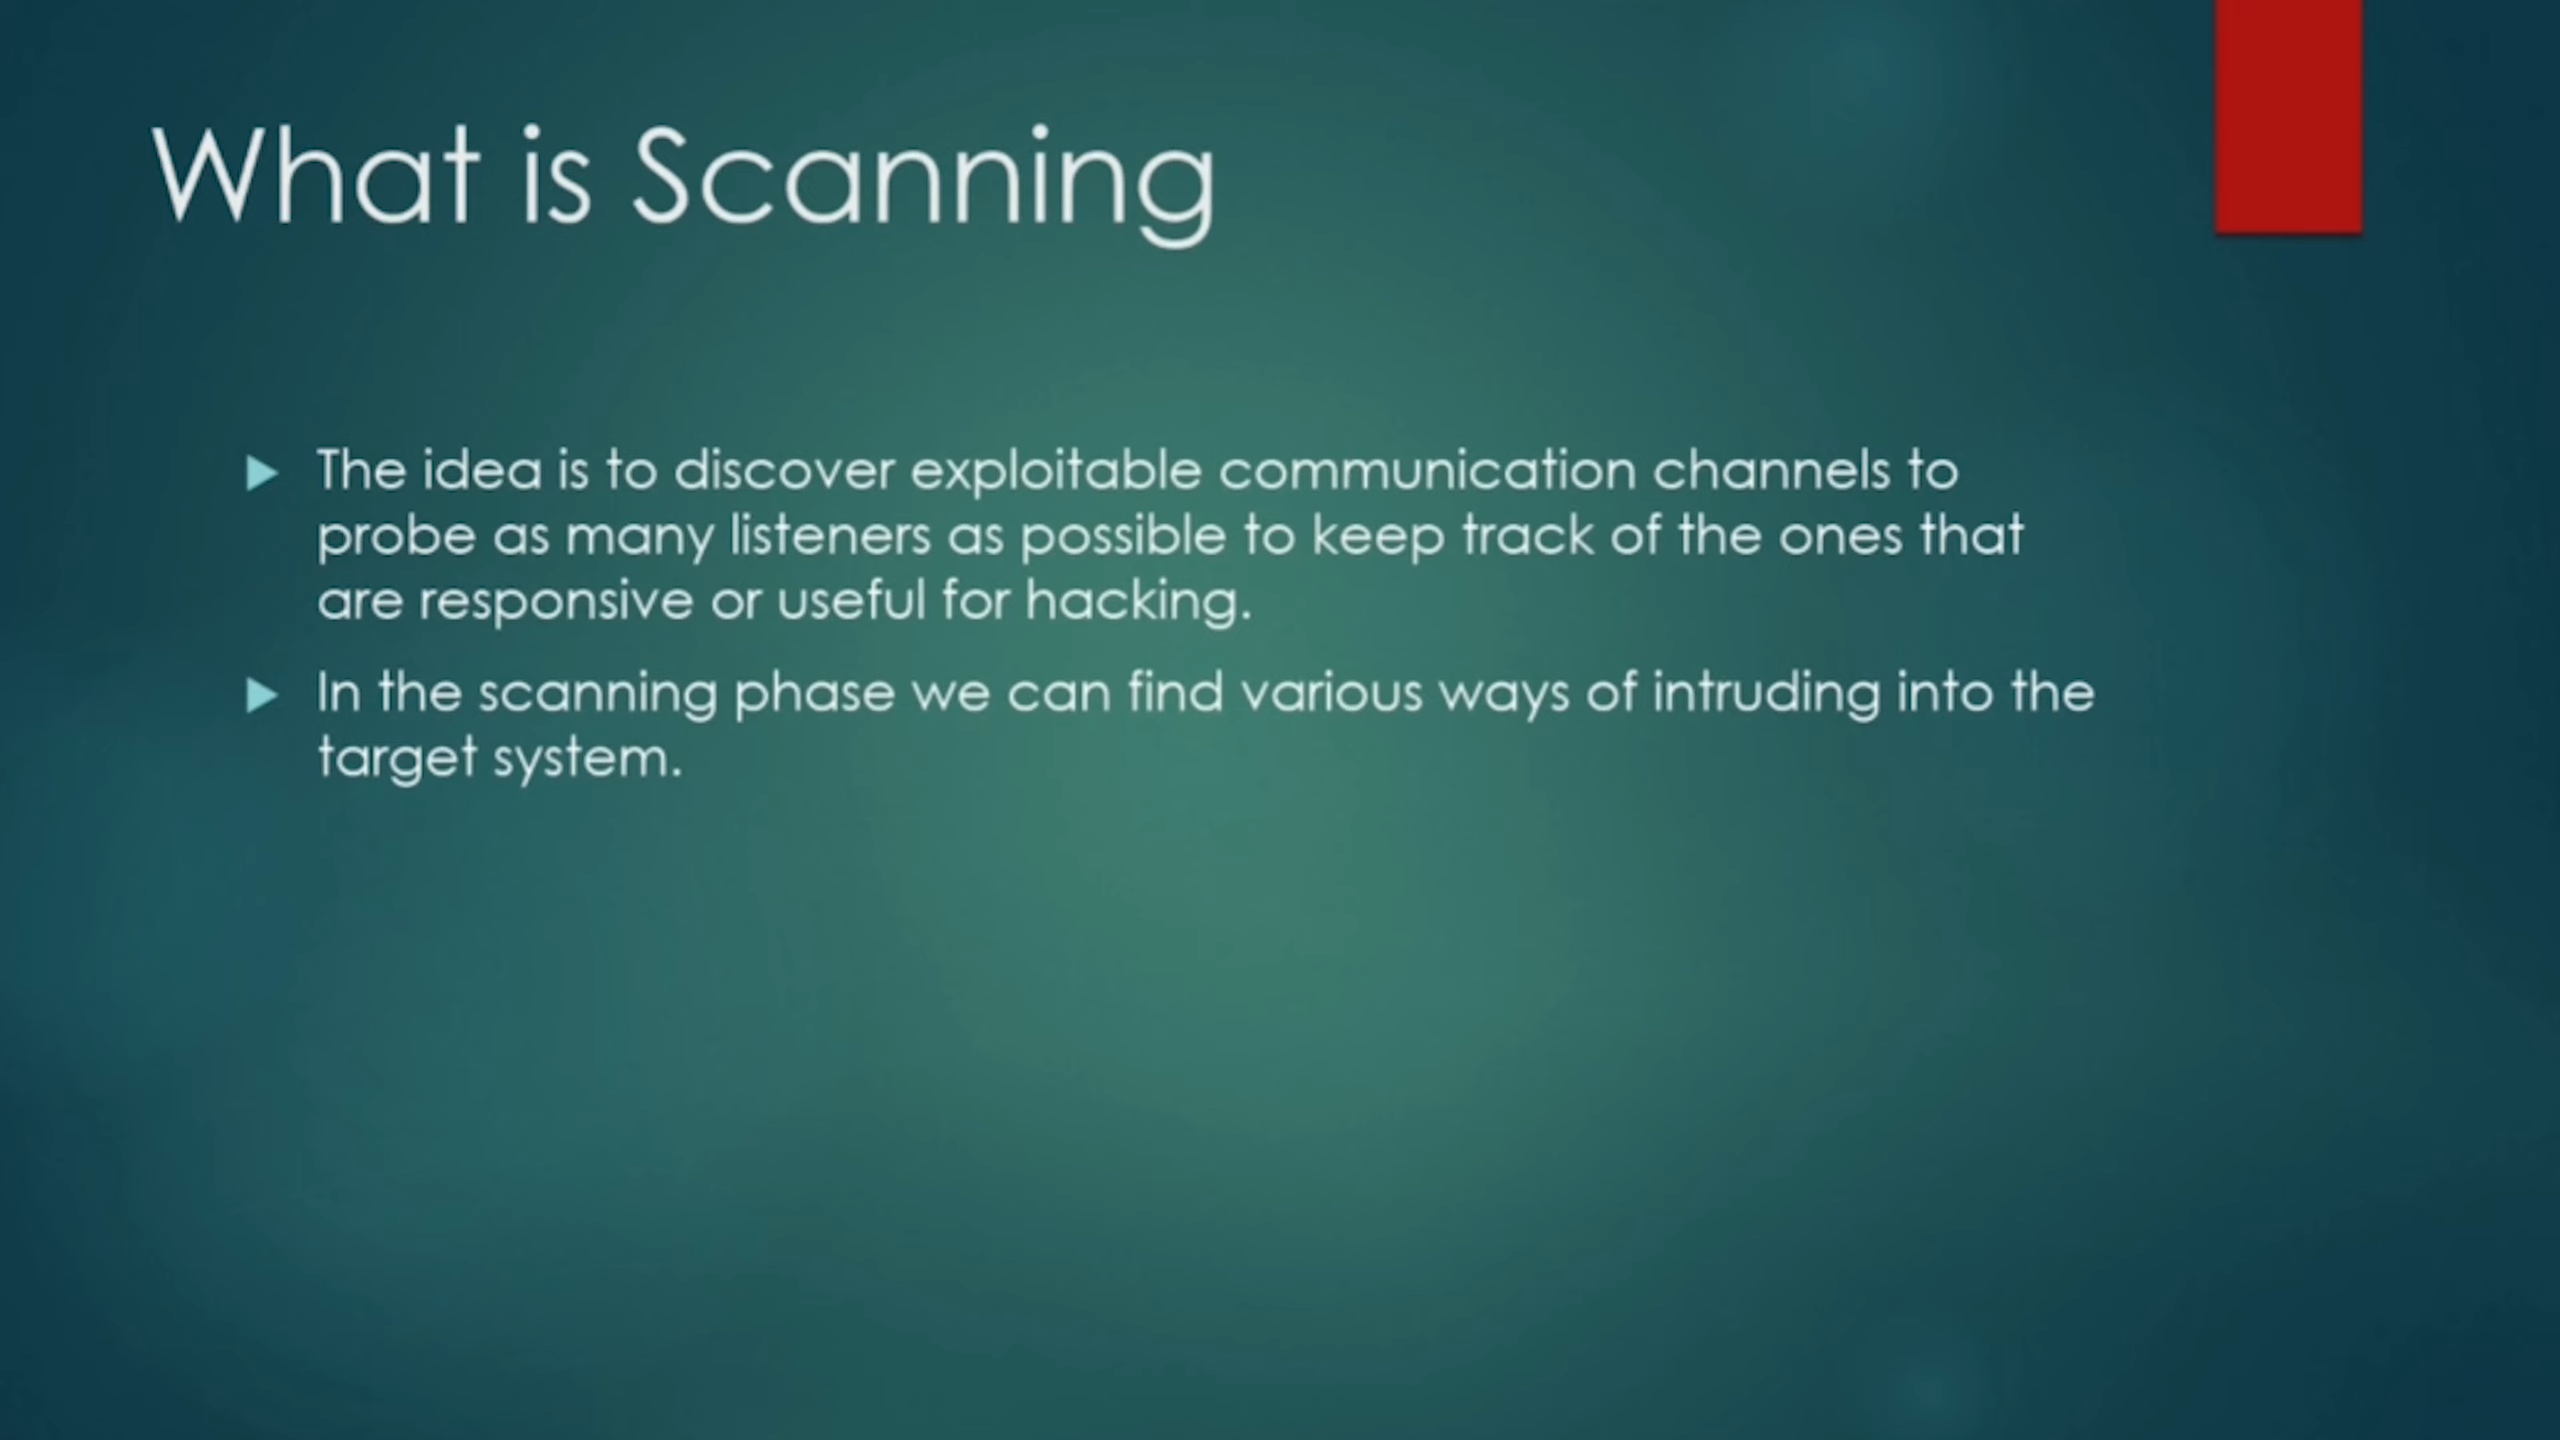 What is Scanning
The idea is to discover exploitable communication channels to
probe as many listeners as possible to keep track of the ones that
are responsive or useful for hacking.
In the scanning phase we can find various ways of intruding into the
target system.